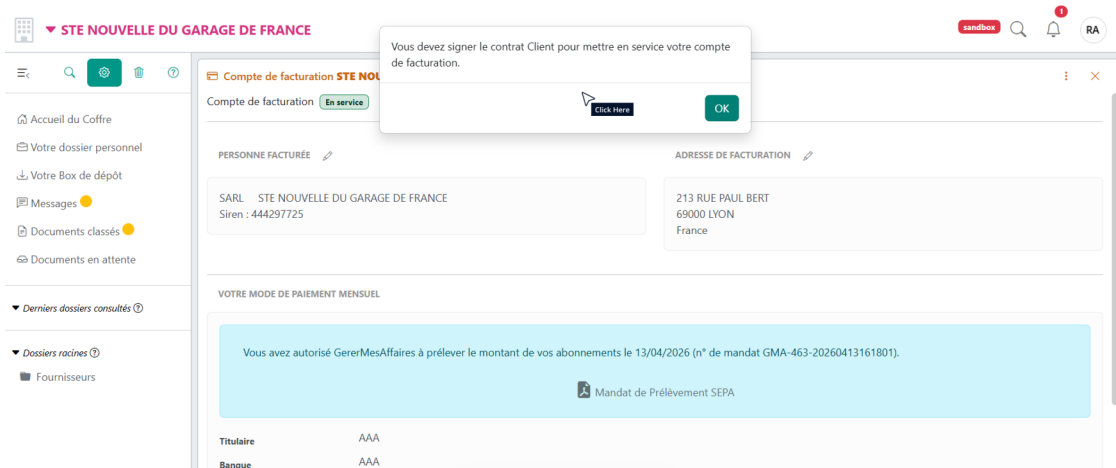 STE NOUVELLE DU GARAGE DE FRANCE
sandbox
1
RA
Vous devez signer le contrat Client pour mettre en service votre compte
de facturation.
Click Here
OK
Compte de facturation STE NOU
Compte de facturation En service
Accueil du Coffre
Votre dossier personnel
Votre Box de dépôt
Messages
Documents classés
Documents en attente
Derniers dossiers consultés
Dossiers racines
Fournisseurs
PERSONNE FACTURÉE
SARL STE NOUVELLE DU GARAGE DE FRANCE
Siren : 444297725
ADRESSE DE FACTURATION
213 RUE PAUL BERT
69000 LYON
France
VOTRE MODE DE PAIEMENT MENSUEL
Vous avez autorisé GererMesAffaires à prélever le montant de vos abonnements le 13/04/2026 (n° de mandat GMA-463-20260413161801).
Mandat de Prélèvement SEPA
Titulaire AAA
Banque AAA